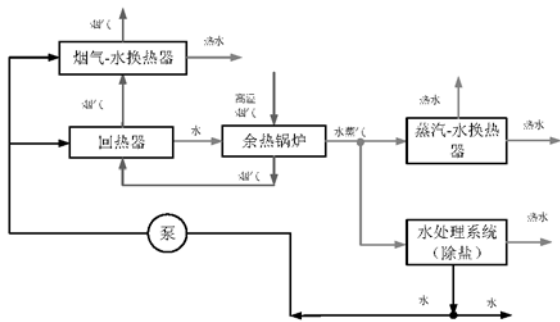 烟气
烟气-水换热器
热水
烟气
高温
烟气
热水
回热器
水
余热锅炉
水蒸气
蒸汽-水换热
器
热水
烟气
泵
水处理系统
（除盐）
热水
水
水